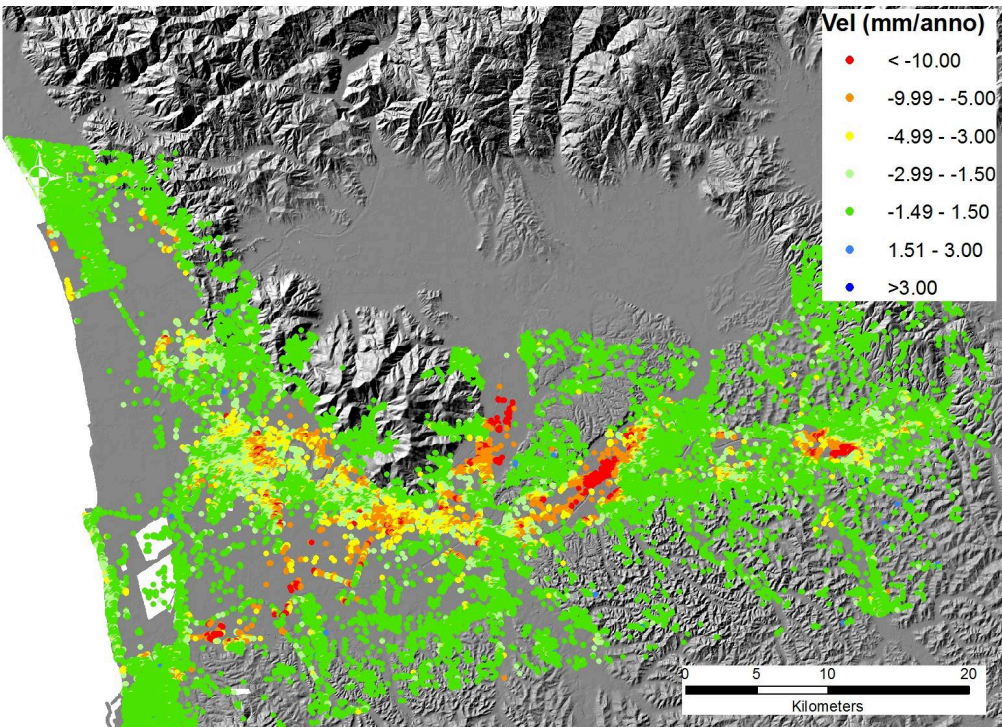 Vel (mm/anno)
< -10.00
-9.99 - -5.00
-4.99 - -3.00
-2.99 - -1.50
-1.49 - 1.50
1.51 - 3.00
>3.00
E
0 5 10 20
Kilometers